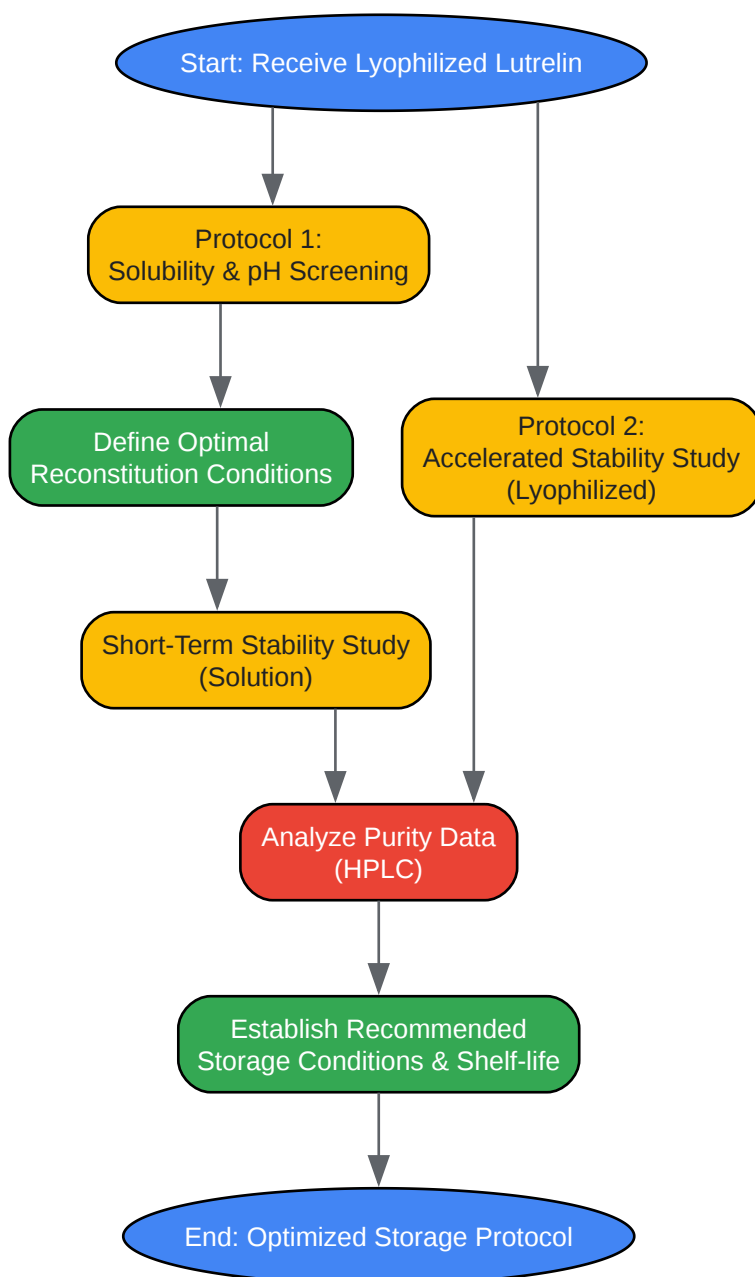 Start: Receive Lyophilized Lutrelin
Protocol 1:
Solubility & pH Screening
Define Optimal
Reconstitution Conditions
Protocol 2:
Accelerated Stability Study
(Lyophilized)
Short-Term Stability Study
(Solution)
Analyze Purity Data
(HPLC)
Establish Recommended
Storage Conditions & Shelf-life
End: Optimized Storage Protocol